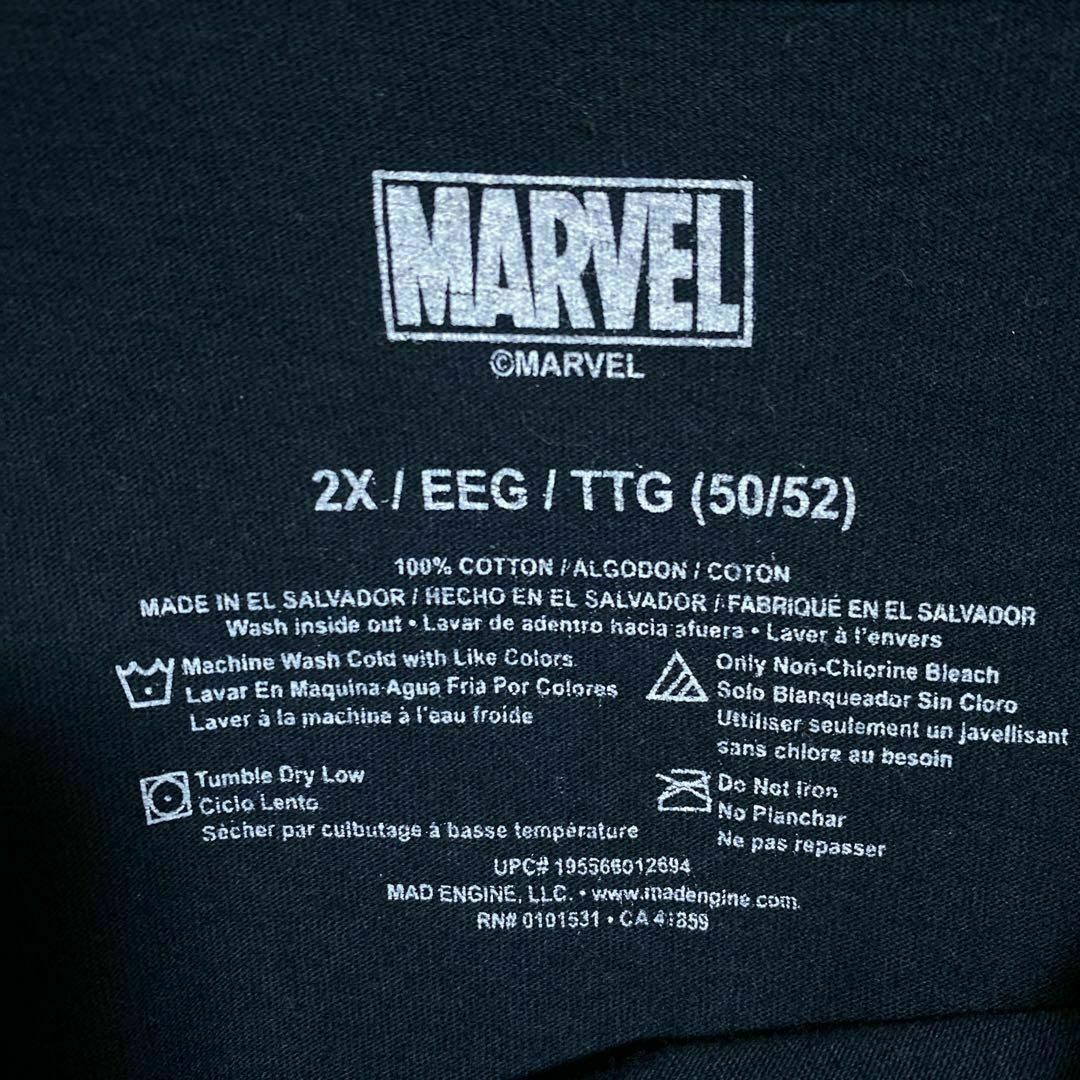 MARVEL
©MARVEL
2X / EEG / TTG (50/52)
100% COTTON / ALGODON / COTON
MADE IN EL SALVADOR / HECHO EN EL SALVADOR / FABRIQUÉ EN EL SALVADOR
Wash inside out • Lavar de adentro hacia afuera • Laver à l'envers
Machine Wash Cold with Like Colors.
Lavar En Maquina Agua Fria Por Colores
Laver à la machine à l'eau froide
Only Non-Chlorine Bleach
Solo Blanqueador Sin Cloro
Uttiliser seulement un javellisant
sans chlore au besoin
Tumble Dry Low
Ciclo Lento
Sécher par culbutage à basse température
Do Not Iron
No Planchar
Ne pas repasser
UPC# 195566012694
MAD ENGINE, LLC. • www.madengine.com
RN# 0101531 • CA 41859